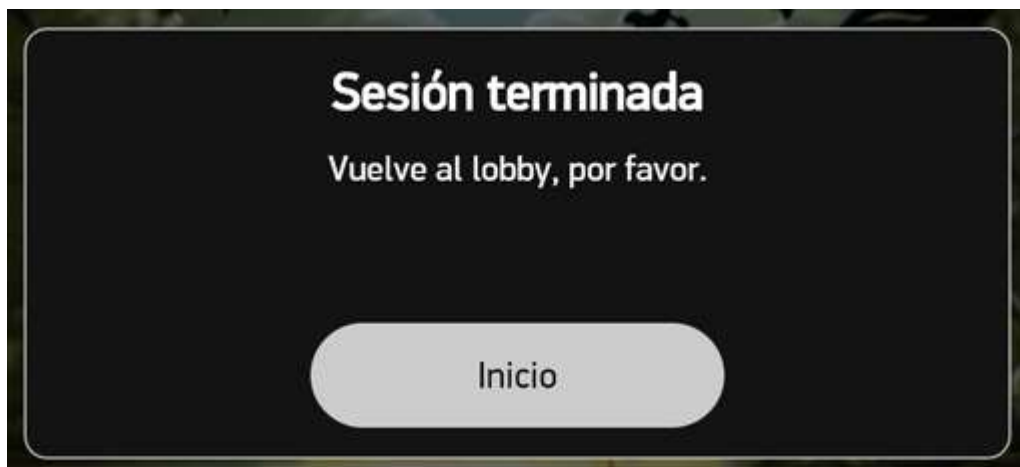 Sesión terminada
Vuelve al lobby, por favor.
Inicio